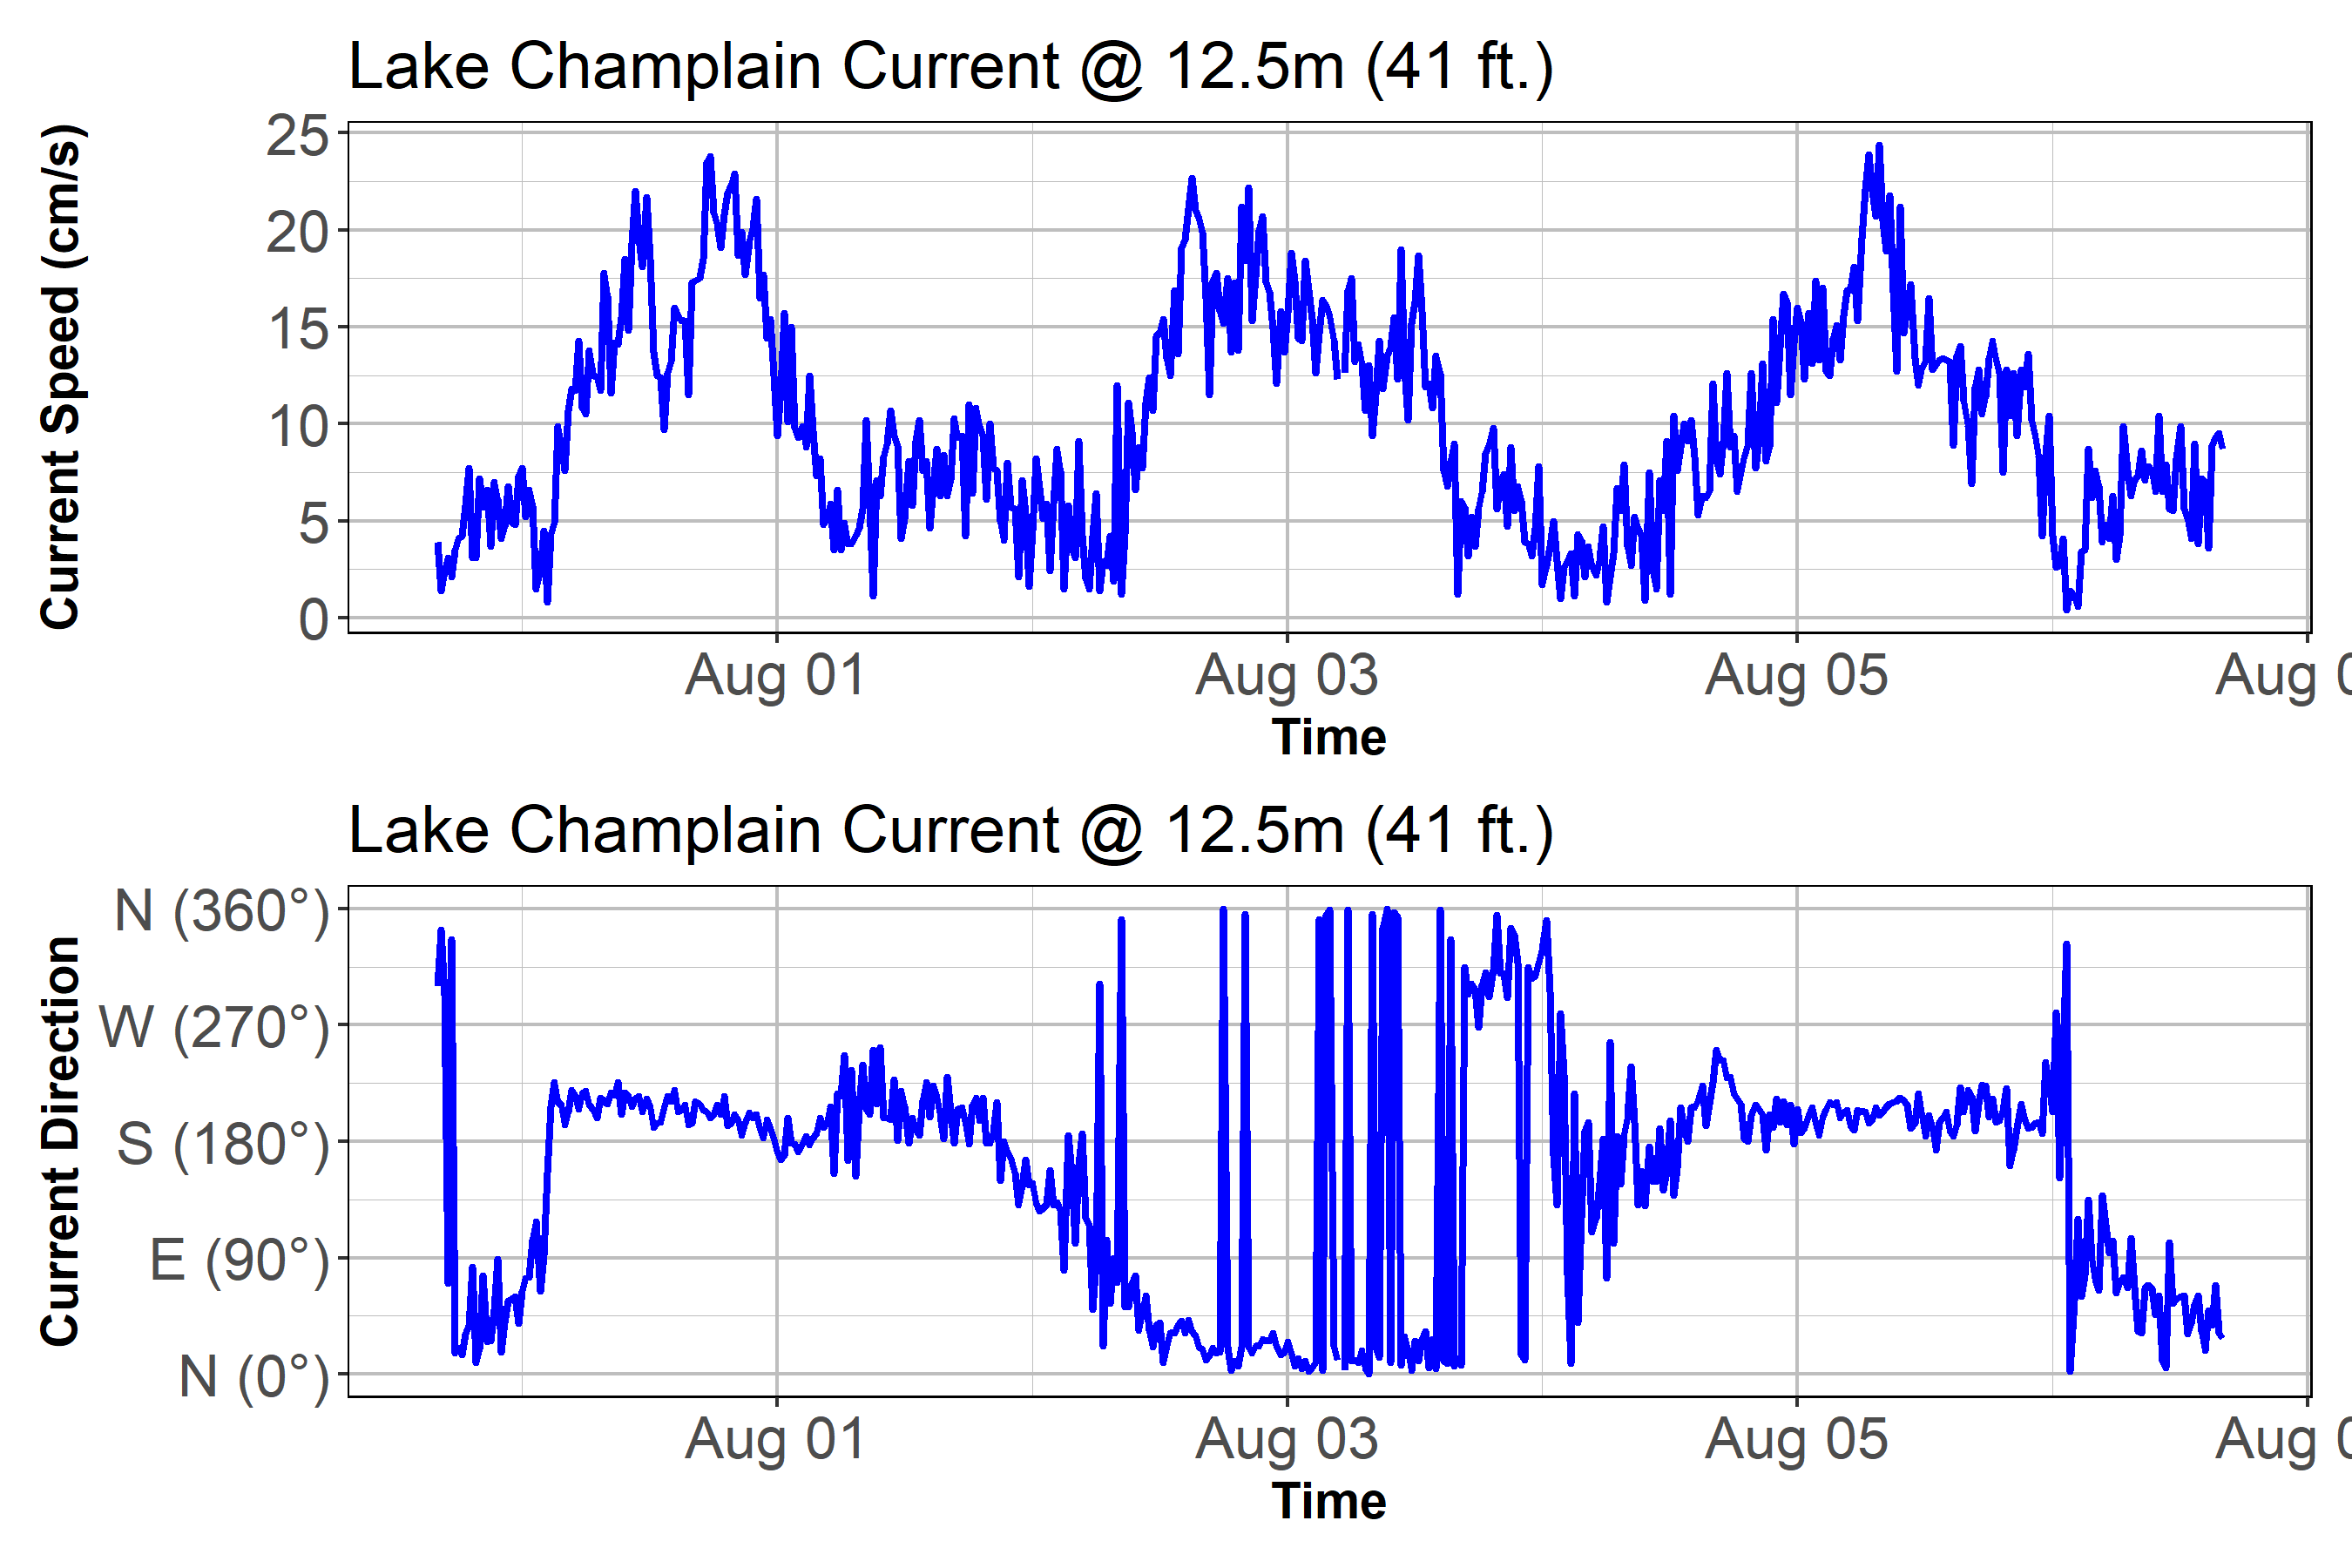 Lake Champlain Current @ 12.5m (41 ft.)
Current Speed (cm/s)
25
20
15
10
5
0
Aug 01 Aug 03 Aug 05 Aug
Time
Lake Champlain Current @ 12.5m (41 ft.)
Current Direction
N (360°)
W (270°)
S (180°)
E (90°)
N (0°)
Aug 01 Aug 03 Aug 05 Aug
Time